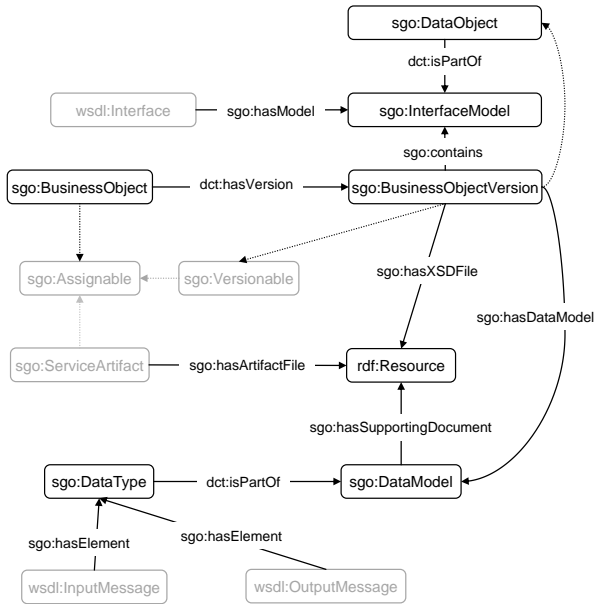 sgo:DataObject
dct:isPartOf
wsdl:Interface
sgo:hasModel
sgo:InterfaceModel
sgo:contains
sgo:BusinessObject
dct:hasVersion
sgo:BusinessObjectVersion
sgo:Assignable
sgo:Versionable
sgo:hasXSDFile
sgo:hasDataModel
sgo:ServiceArtifact
sgo:hasArtifactFile
rdf:Resource
sgo:hasSupportingDocument
sgo:DataType
dct:isPartOf
sgo:DataModel
sgo:hasElement
sgo:hasElement
wsdl:InputMessage
wsdl:OutputMessage